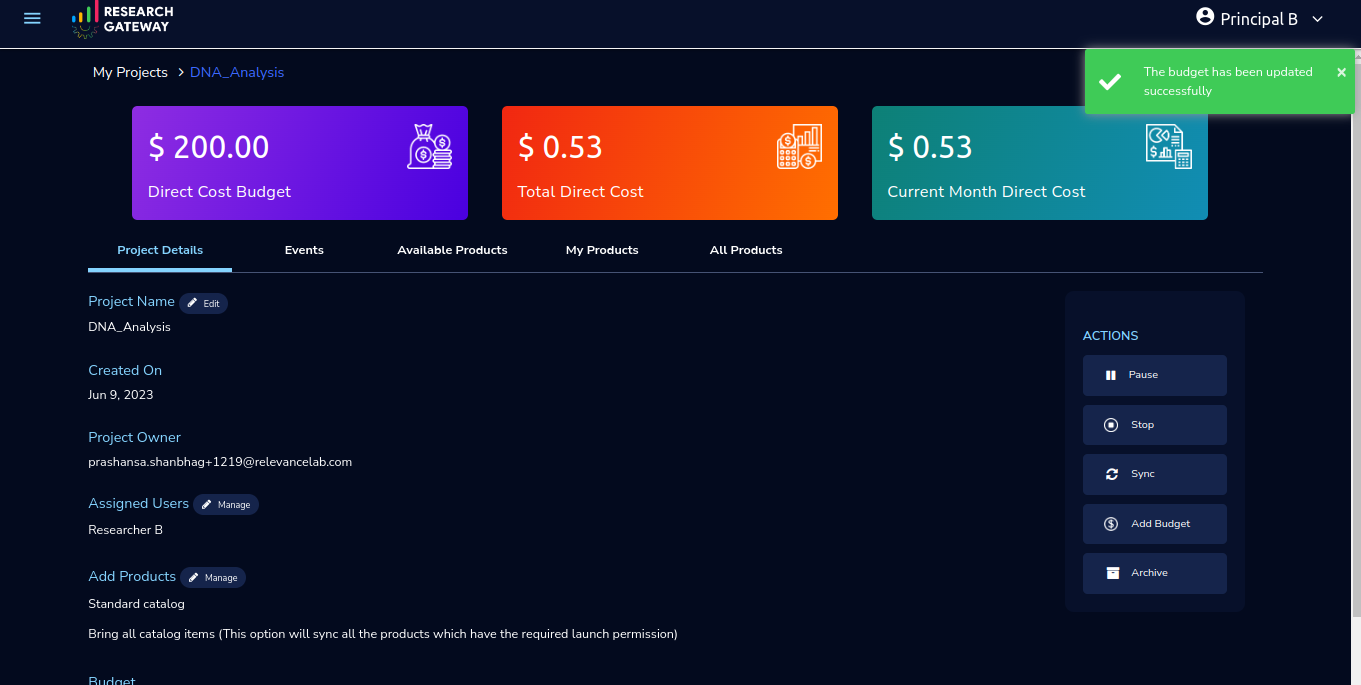 RESEARCH
GATEWAY
Principal B
The budget has been updated
successfully
×
My Projects > DNA_Analysis
$ 200.00
Direct Cost Budget
$ 0.53
Total Direct Cost
$ 0.53
Current Month Direct Cost
Project Details Events Available Products My Products All Products
Project Name Edit
DNA_Analysis
Created On
Jun 9, 2023
Project Owner
prashansa.shanbhag+1219@relevancelab.com
Assigned Users Manage
Researcher B
Add Products Manage
Standard catalog
Bring all catalog items (This option will sync all the products which have the required launch permission)
Budget
ACTIONS
Pause
Stop
Sync
Add Budget
Archive